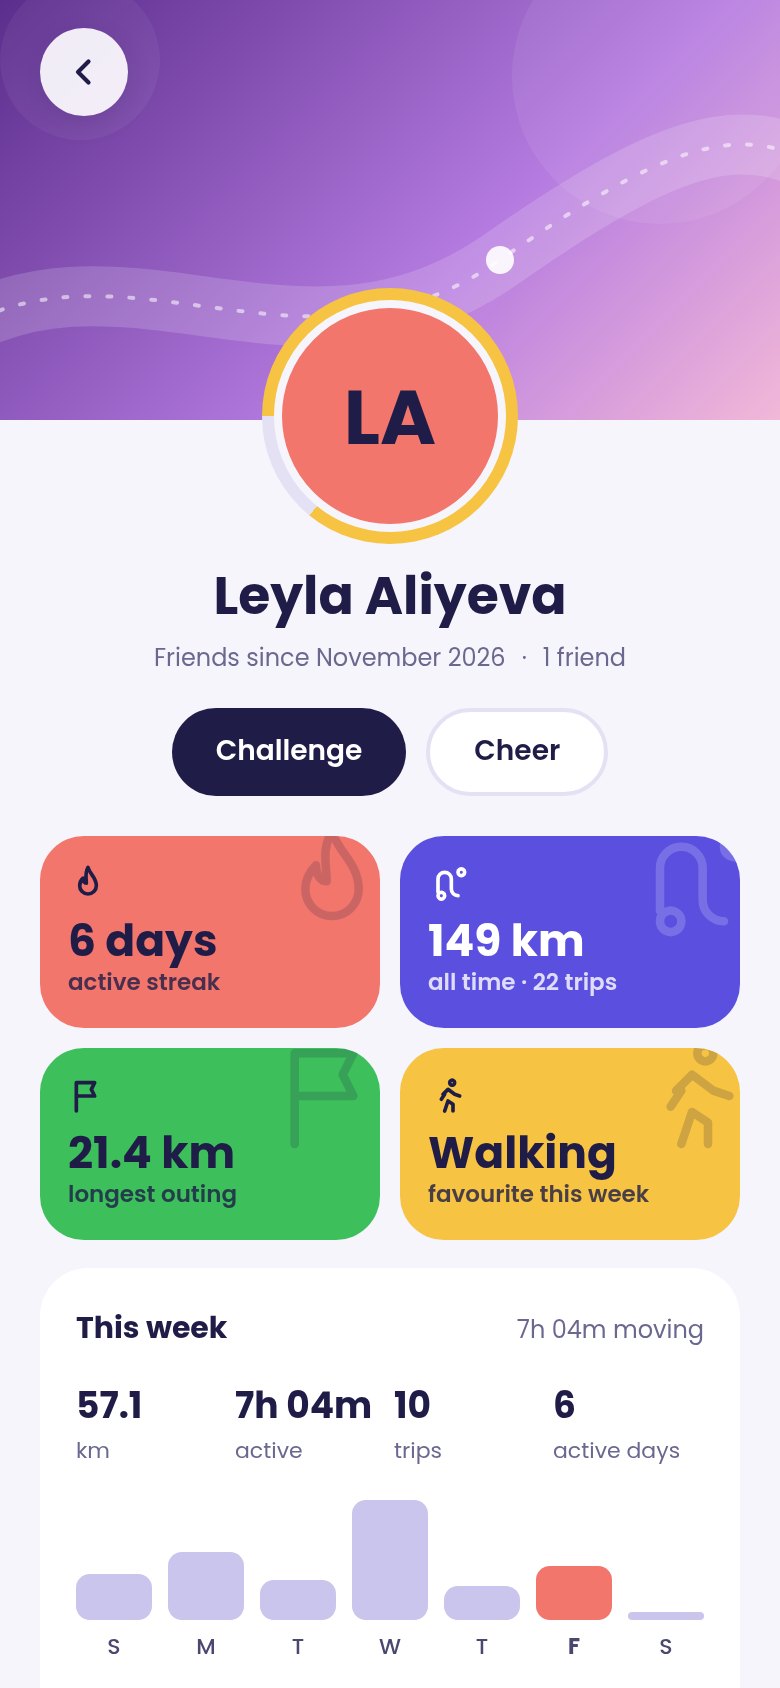 LA
Leyla Aliyeva
Friends since November 2026 · 1 friend
Challenge Cheer
6 days
active streak
149 km
all time · 22 trips
21.4 km
longest outing
Walking
favourite this week
This week 7h 04m moving
57.1 7h 04m 10 6
km active trips active days
S M T W T F S